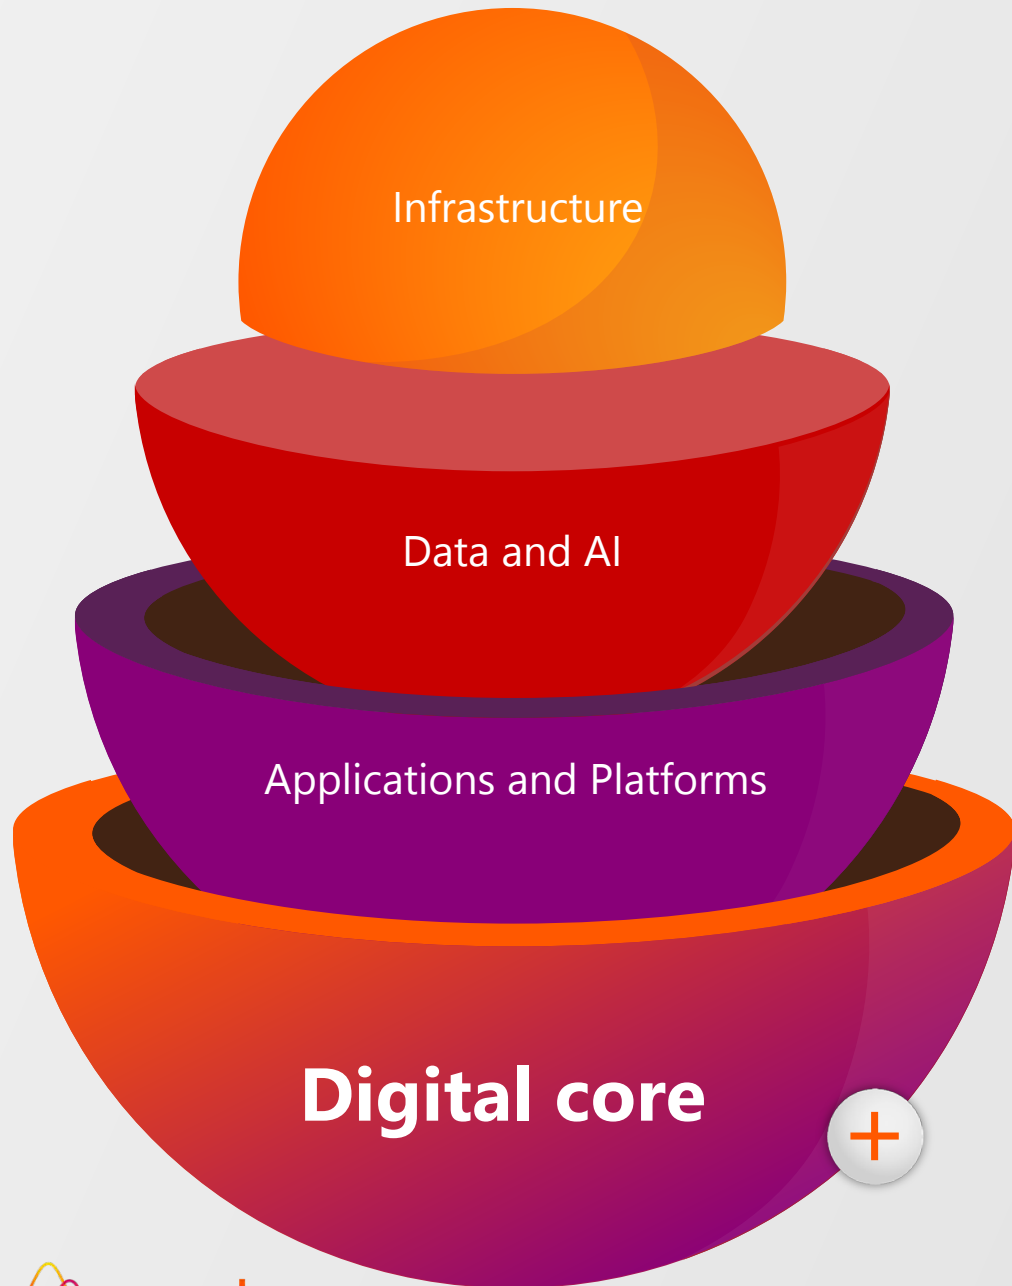 Infrastructure
Data and AI
Applications and Platforms
Digital core
+